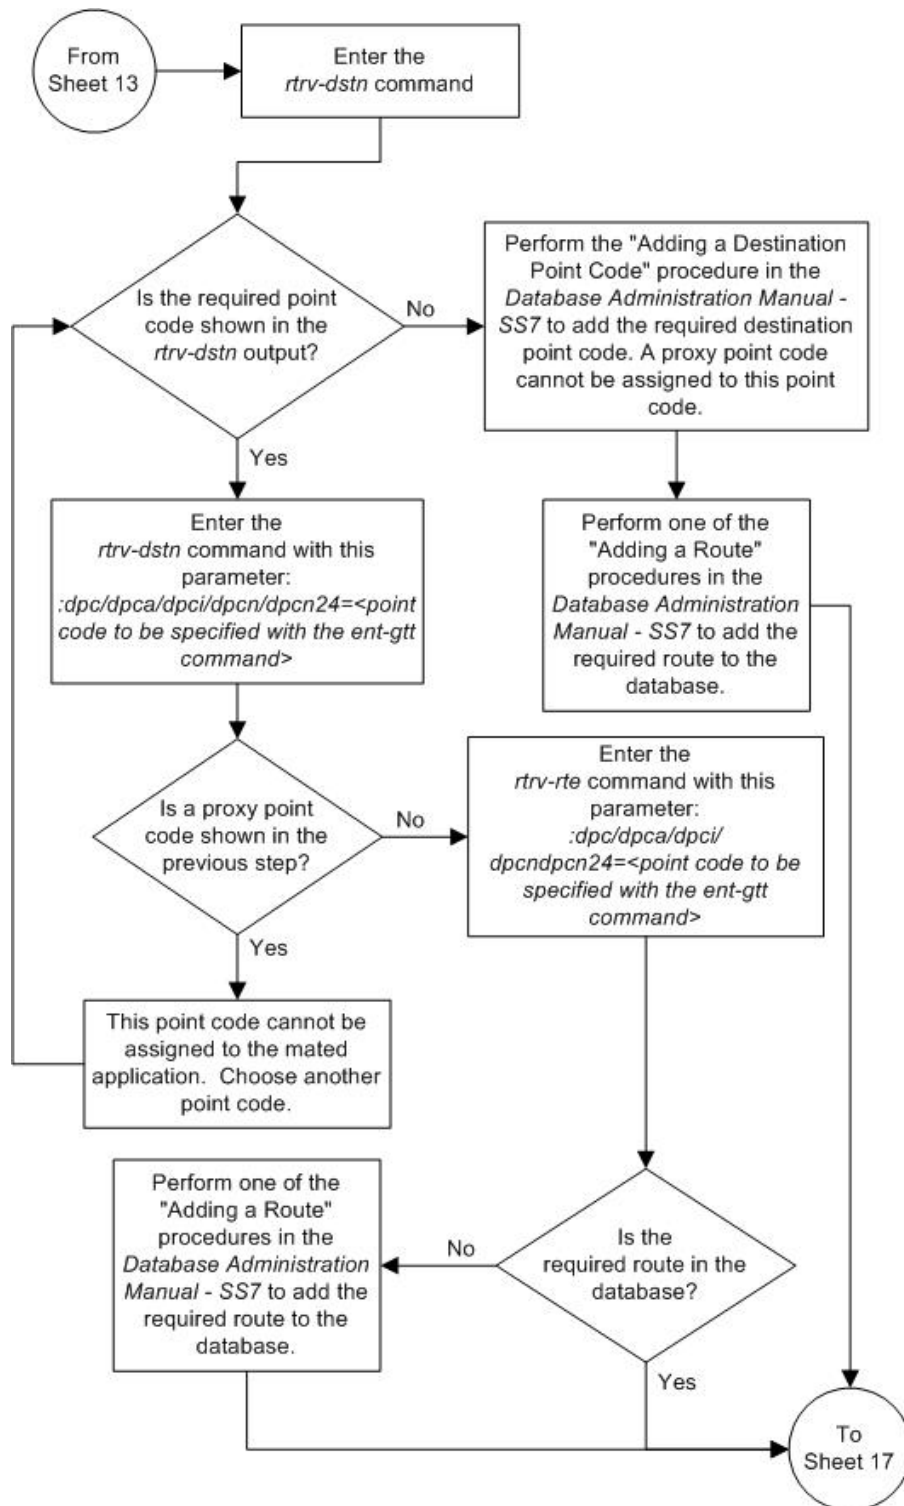 From
Sheet 13
Enter the
rtrv-dstn command
Is the required point
code shown in the
rtrv-dstn output?
No
Perform the "Adding a Destination
Point Code" procedure in the
Database Administration Manual -
SS7 to add the required destination
point code. A proxy point code
cannot be assigned to this point
code.
Yes
Enter the
rtrv-dstn command with this
parameter:
:dpc/dpca/dpci/dpcn/dpcn24=<point
code to be specified with the ent-gtt
command>
Perform one of the
"Adding a Route"
procedures in the
Database Administration
Manual - SS7 to add the
required route to the
database.
Is a proxy point
code shown in the
previous step?
No
Enter the
rtrv-rte command with this
parameter:
:dpc/dpca/dpci/
dpcndpcn24=<point code to be
specified with the ent-gtt
command>
Yes
This point code cannot be
assigned to the mated
application. Choose another
point code.
Perform one of the
"Adding a Route"
procedures in the
Database Administration
Manual - SS7 to add the
required route to the
database.
No
Is the
required route in the
database?
Yes
To
Sheet 17